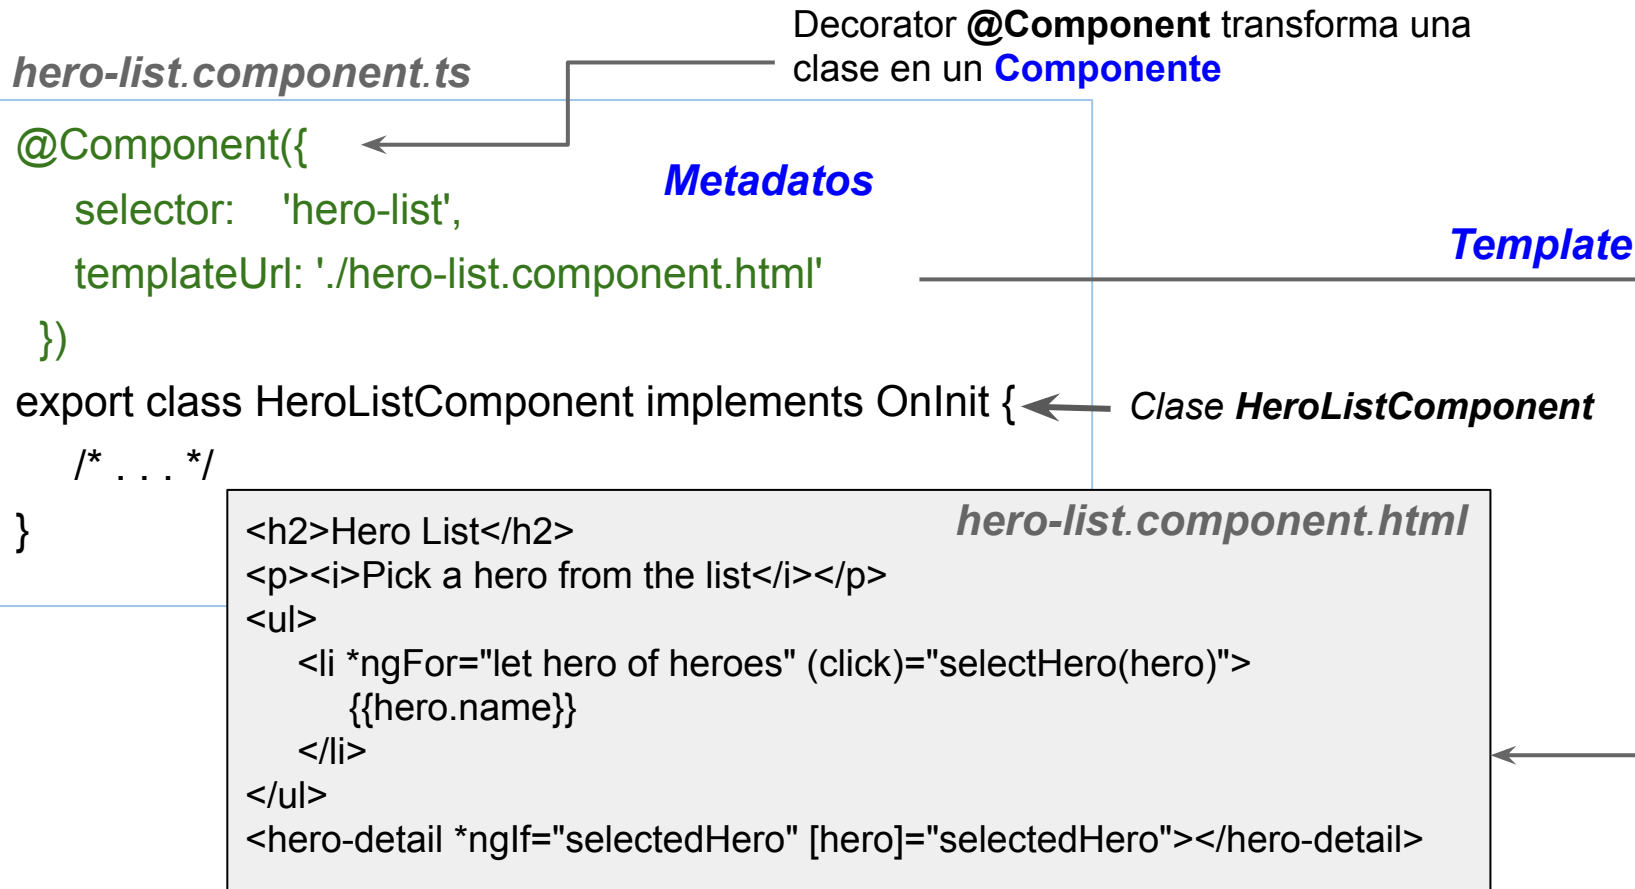 Decorator @Component transforma una
clase en un Componente
hero-list.component.ts
@Component({
Metadatos
selector: 'hero-list',
Template
templateUrl: './hero-list.component.html'
})
export class HeroListComponent implements OnInit {
Clase HeroListComponent
/* . . . */
}
hero-list.component.html
<h2>Hero List</h2>
<p><i>Pick a hero from the list</i></p>
<ul>
<li *ngFor="let hero of heroes" (click)="selectHero(hero)">
{{hero.name}}
</li>
</ul>
<hero-detail *ngIf="selectedHero" [hero]="selectedHero"></hero-detail>